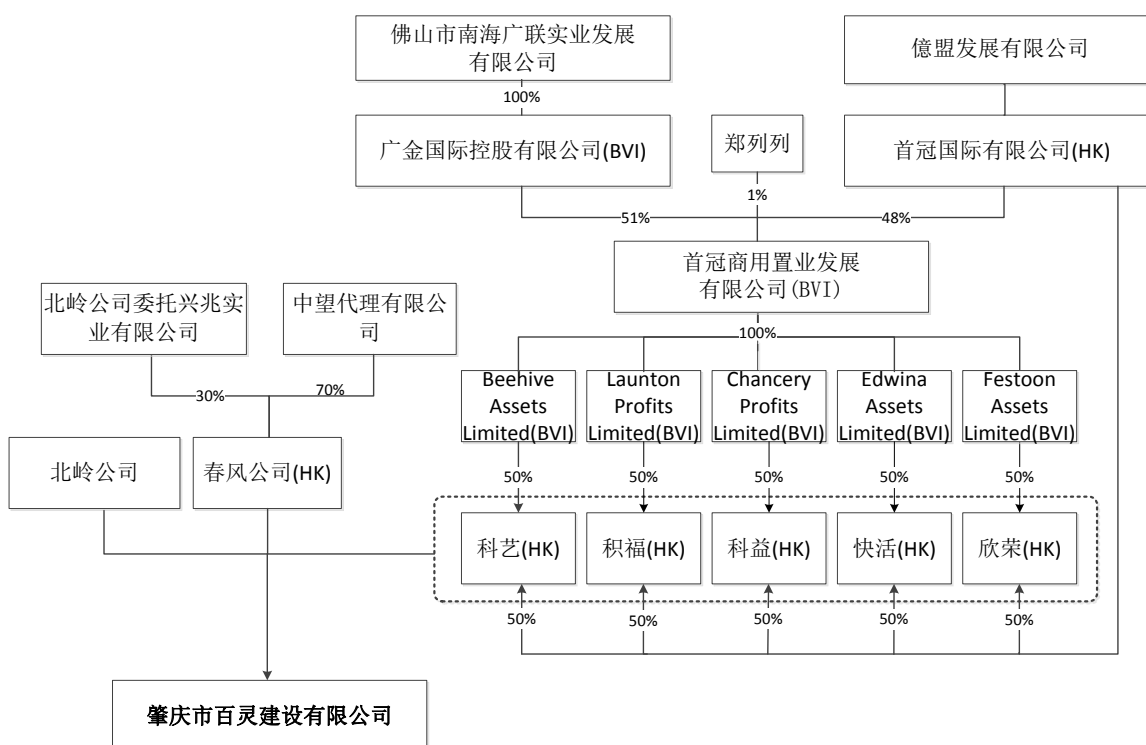 佛山市南海广联实业发展
有限公司
億盟发展有限公司
100%
广金国际控股有限公司(BVI)
郑列列
首冠国际有限公司(HK)
1%
51%
48%
首冠商用置业发展
有限公司(BVI)
北岭公司委托兴兆实
业有限公司
中望代理有限公
司
100%
30%
70%
Beehive
Assets
Limited(BVI)
Launton
Profits
Limited(BVI)
Chancery
Profits
Limited(BVI)
Edwina
Assets
Limited(BVI)
Festoon
Assets
Limited(BVI)
北岭公司
春风公司(HK)
50%
50%
50%
50%
50%
科艺(HK)
积福(HK)
科益(HK)
快活(HK)
欣荣(HK)
50%
50%
50%
50%
50%
肇庆市百灵建设有限公司